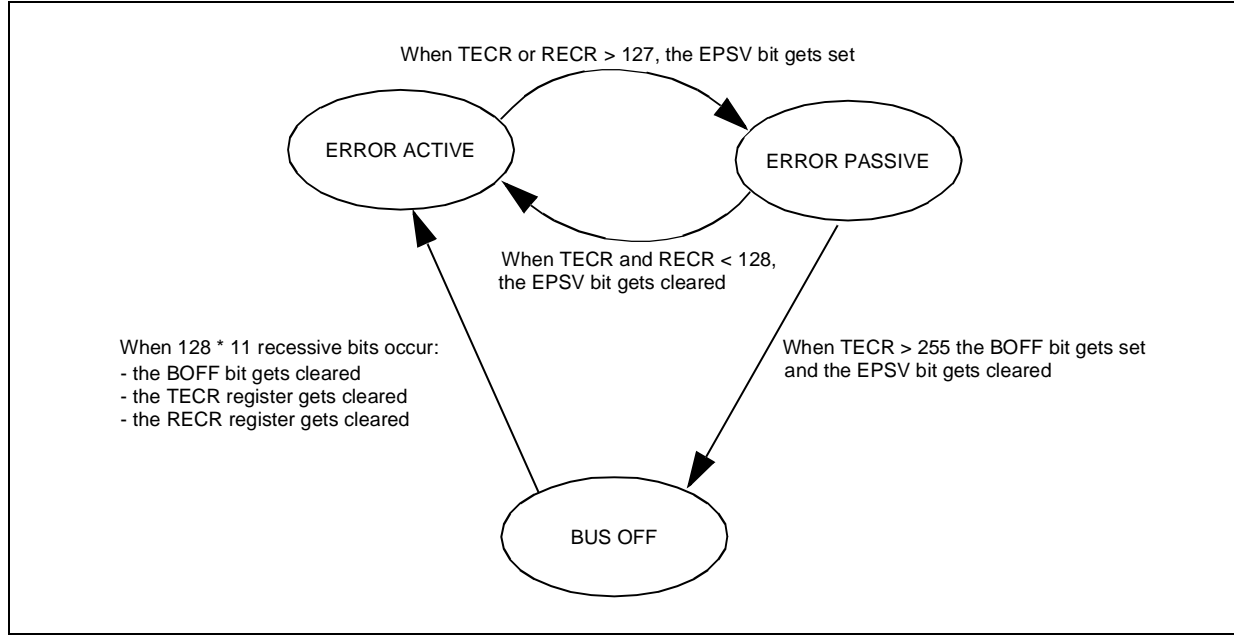 When TECR or RECR > 127, the EPSV bit gets set
ERROR ACTIVE
ERROR PASSIVE
When TECR and RECR < 128,
the EPSV bit gets cleared
When 128 * 11 recessive bits occur:
- the BOFF bit gets cleared
- the TECR register gets cleared
- the RECR register gets cleared
When TECR > 255 the BOFF bit gets set
and the EPSV bit gets cleared
BUS OFF